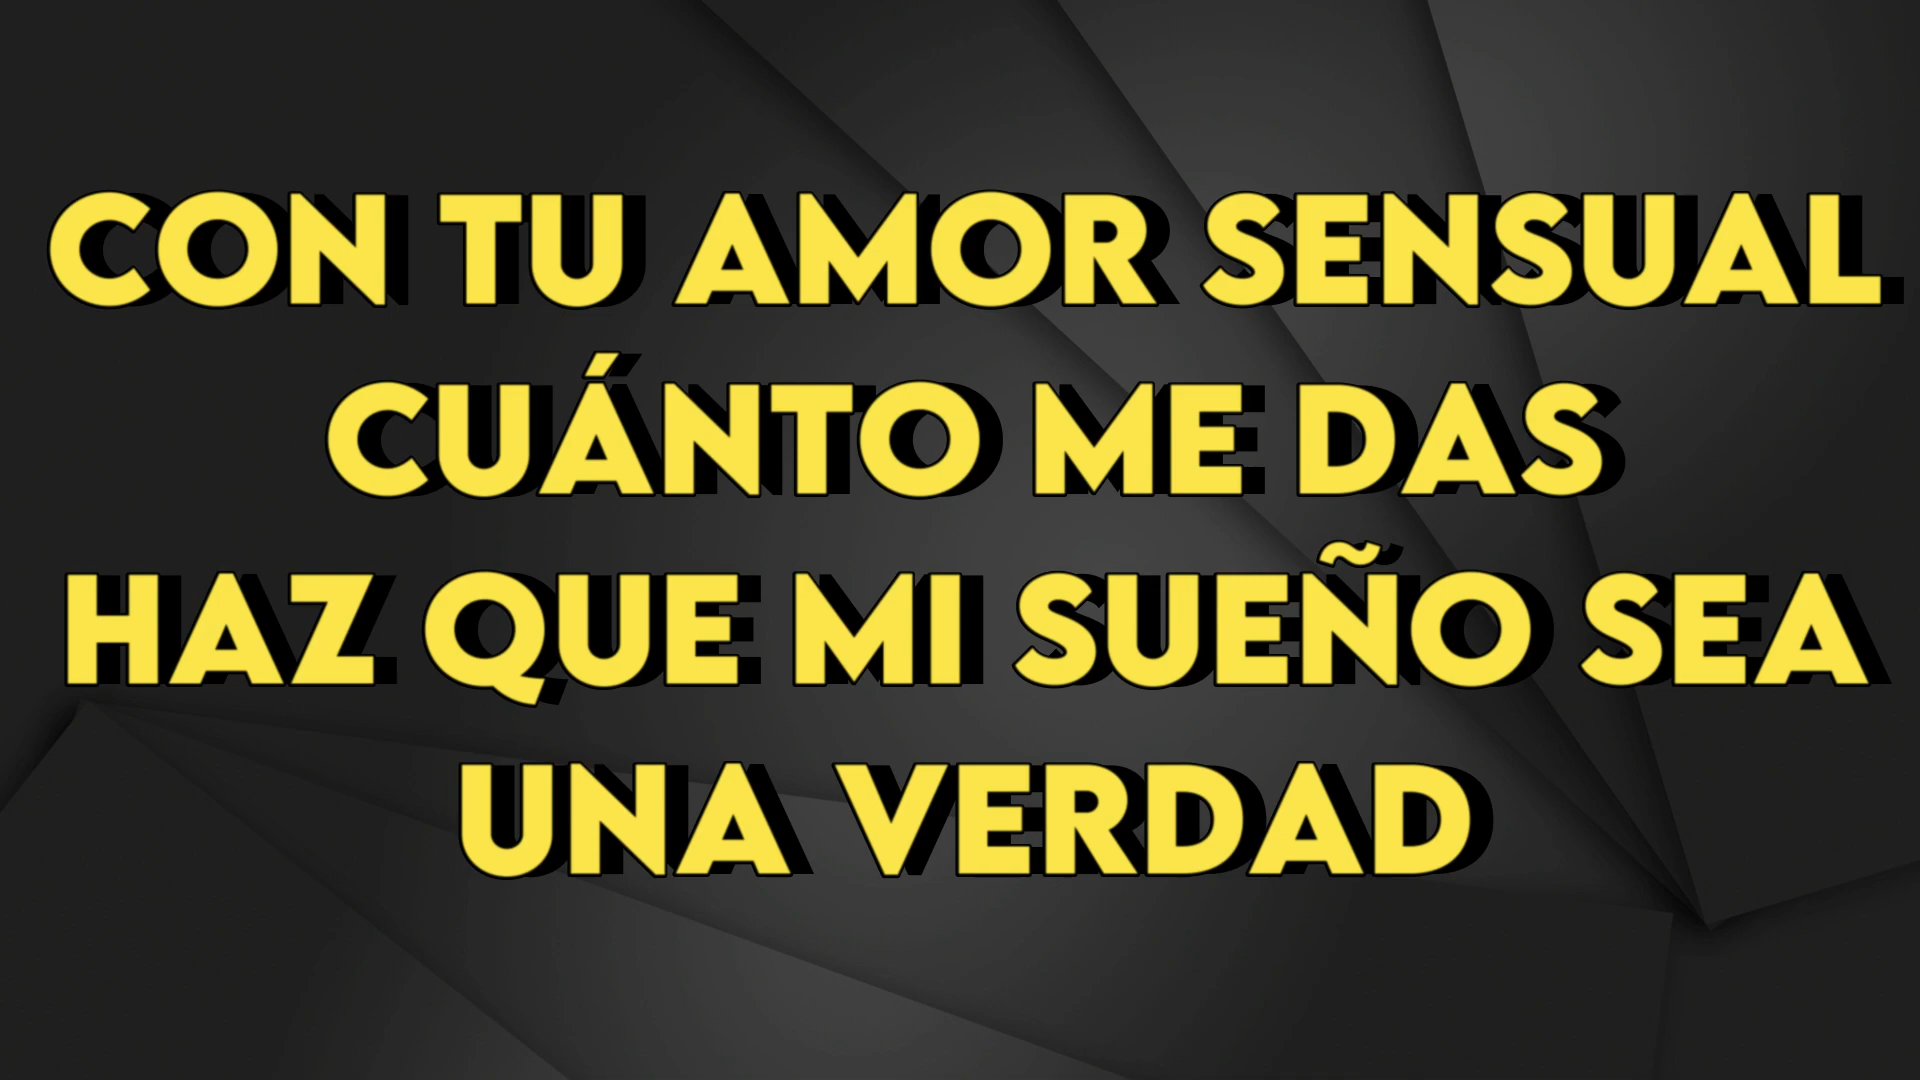 CON TU AMOR SENSUAL
CUÁNTO ME DAS
HAZ QUE MI SUEÑO SEA
UNA VERDAD